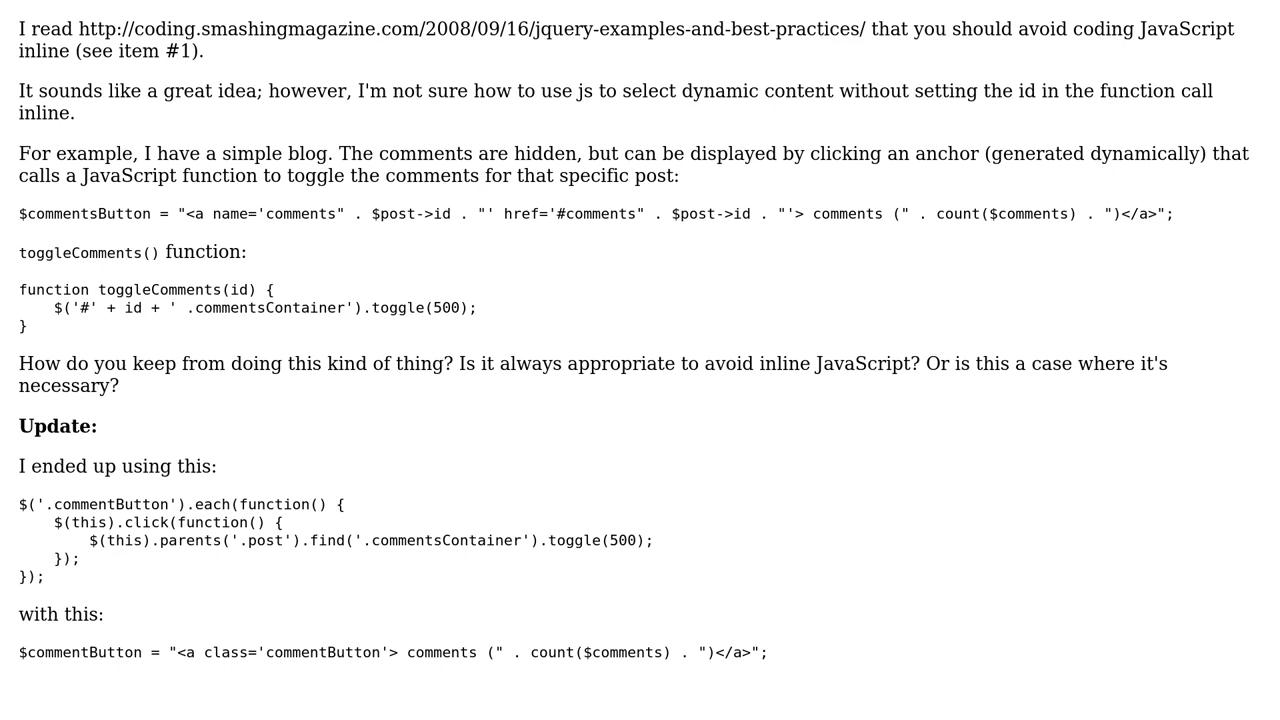 I read http://coding.smashingmagazine.com/2008/09/16/jquery-examples-and-best-practices/ that you should avoid coding JavaScript
inline (see item #1).
It sounds like a great idea; however, I'm not sure how to use js to select dynamic content without setting the id in the function call
inline.
For example, I have a simple blog. The comments are hidden, but can be displayed by clicking an anchor (generated dynamically) that
calls a JavaScript function to toggle the comments for that specific post:
$commentsButton = "<a name='comments" . $post->id . "' href='#comments" . $post->id . "'> comments (" . count($comments) . ")</a>";
toggleComments() function:
function toggleComments(id) {
    $('#' + id + ' .commentsContainer').toggle(500);
}
How do you keep from doing this kind of thing? Is it always appropriate to avoid inline JavaScript? Or is this a case where it's
necessary?
Update:
I ended up using this:
$('.commentButton').each(function() {
    $(this).click(function() {
        $(this).parents('.post').find('.commentsContainer').toggle(500);
    });
});
with this:
$commentButton = "<a class='commentButton'> comments (" . count($comments) . ")</a>";